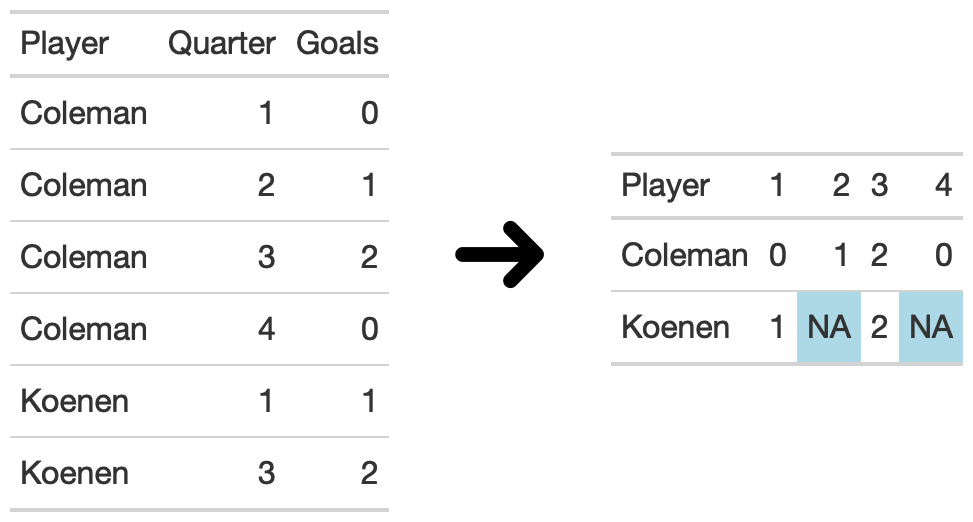 Player Quarter Goals
Coleman 1 0
Coleman 2 1
Coleman 3 2
Coleman 4 0
Koenen 1 1
Koenen 3 2
Player 1 2 3 4
Coleman 0 1 2 0
Koenen 1 NA 2 NA